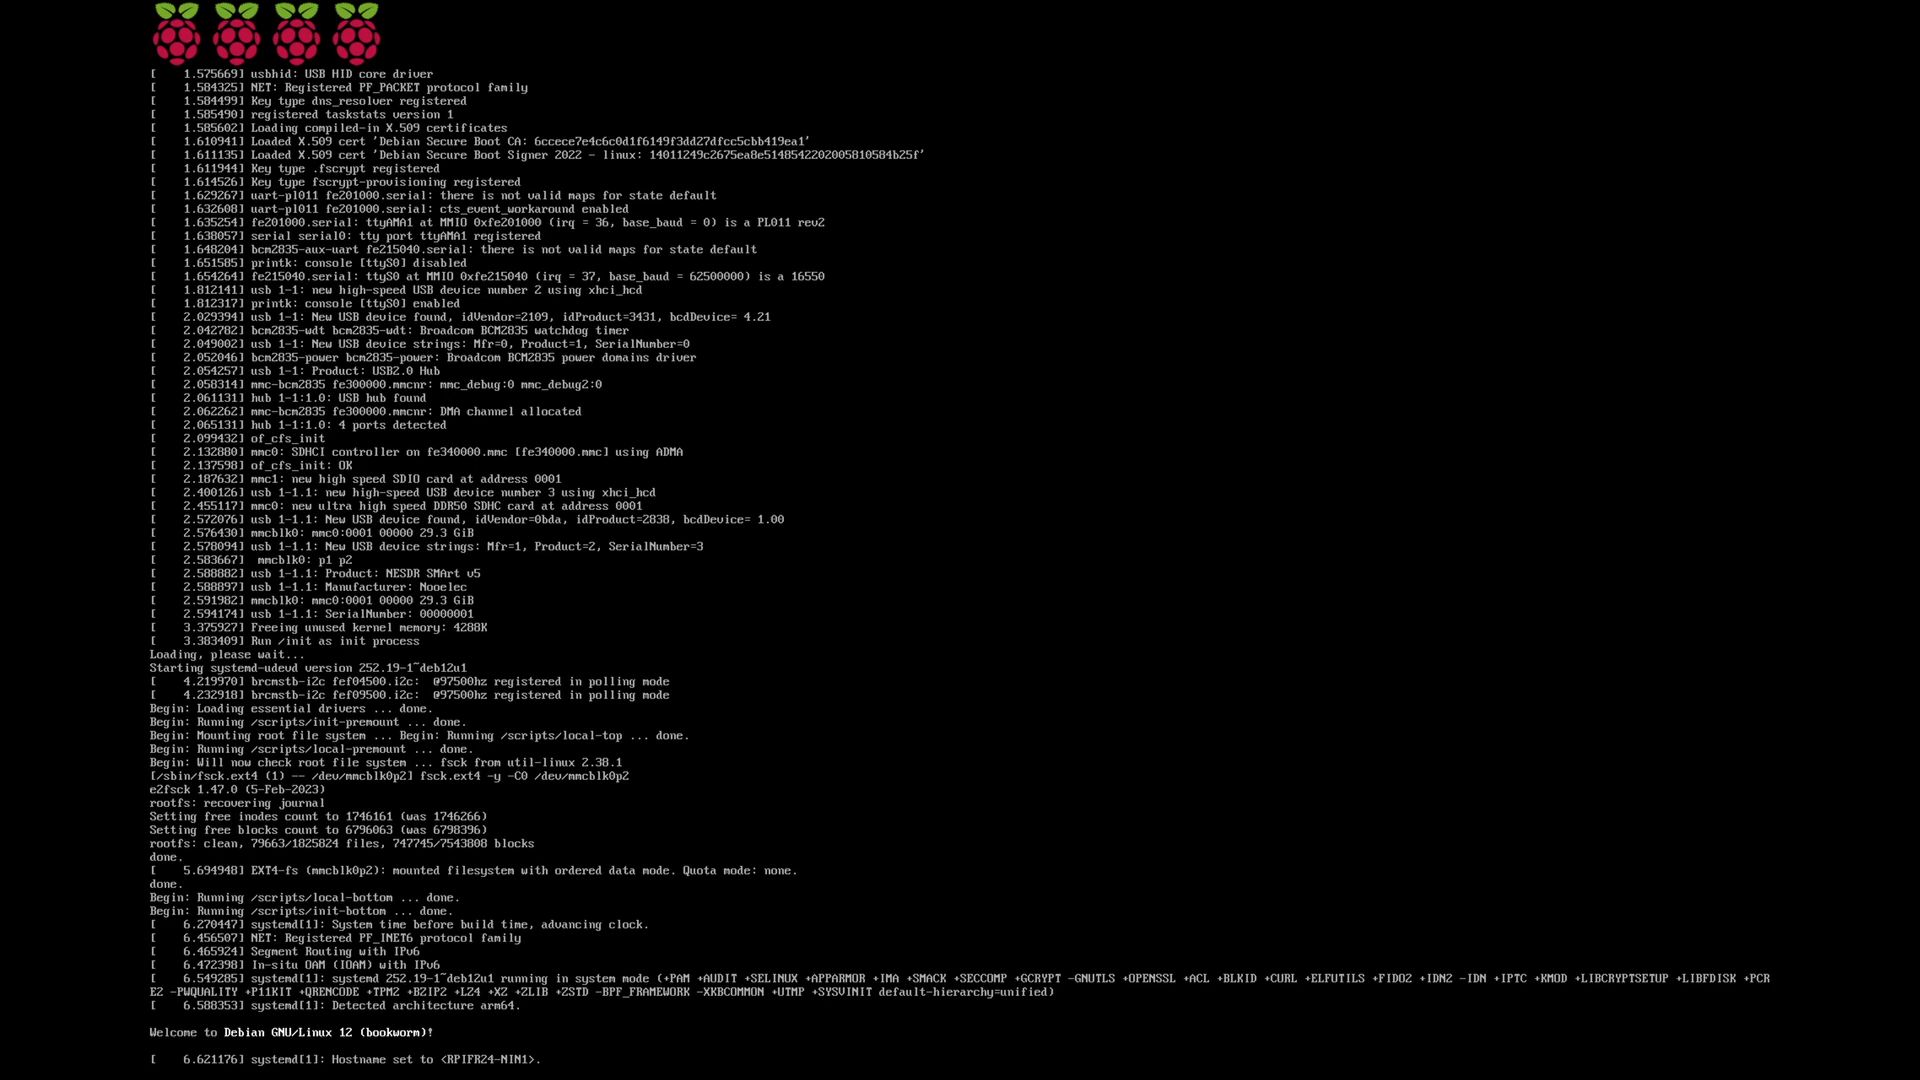 [    1.575669] usbhid: USB HID core driver
[    1.584325] NET: Registered PF_PACKET protocol family
[    1.584499] Key type dns_resolver registered
[    1.585490] registered taskstats version 1
[    1.585602] Loading compiled-in X.509 certificates
[    1.610941] Loaded X.509 cert 'Debian Secure Boot CA: 6ccece7e4c6c0d1f6149f3dd27dfcc5cbb419ea1'
[    1.611135] Loaded X.509 cert 'Debian Secure Boot Signer 2022 - linux: 14011249c2675ea8e5148542202005810584b25f'
[    1.611944] Key type .fscrypt registered
[    1.614526] Key type fscrypt-provisioning registered
[    1.629267] uart-pl011 fe201000.serial: there is not valid maps for state default
[    1.632608] uart-pl011 fe201000.serial: cts_event_workaround enabled
[    1.635254] fe201000.serial: ttyAMA1 at MMIO 0xfe201000 (irq = 36, base_baud = 0) is a PL011 rev2
[    1.638057] serial serial0: tty port ttyAMA1 registered
[    1.648204] bcm2835-aux-uart fe215040.serial: there is not valid maps for state default
[    1.651585] printk: console [ttyS0] disabled
[    1.654264] fe215040.serial: ttyS0 at MMIO 0xfe215040 (irq = 37, base_baud = 62500000) is a 16550
[    1.812141] usb 1-1: new high-speed USB device number 2 using xhci_hcd
[    1.812317] printk: console [ttyS0] enabled
[    2.029394] usb 1-1: New USB device found, idVendor=2109, idProduct=3431, bcdDevice= 4.21
[    2.042782] bcm2835-wdt bcm2835-wdt: Broadcom BCM2835 watchdog timer
[    2.049002] usb 1-1: New USB device strings: Mfr=0, Product=1, SerialNumber=0
[    2.052046] bcm2835-power bcm2835-power: Broadcom BCM2835 power domains driver
[    2.054257] usb 1-1: Product: USB2.0 Hub
[    2.058314] mmc-bcm2835 fe300000.mmcnr: mmc_debug:0 mmc_debug2:0
[    2.061131] hub 1-1:1.0: USB hub found
[    2.062262] mmc-bcm2835 fe300000.mmcnr: DMA channel allocated
[    2.065131] hub 1-1:1.0: 4 ports detected
[    2.099432] of_cfs_init
[    2.132880] mmc0: SDHCI controller on fe340000.mmc [fe340000.mmc] using ADMA
[    2.137598] of_cfs_init: OK
[    2.187632] mmc1: new high speed SDIO card at address 0001
[    2.400126] usb 1-1.1: new high-speed USB device number 3 using xhci_hcd
[    2.455117] mmc0: new ultra high speed DDR50 SDHC card at address 0001
[    2.572076] usb 1-1.1: New USB device found, idVendor=0bda, idProduct=2838, bcdDevice= 1.00
[    2.576430] mmcblk0: mmc0:0001 00000 29.3 GiB
[    2.578094] usb 1-1.1: New USB device strings: Mfr=1, Product=2, SerialNumber=3
[    2.583667]  mmcblk0: p1 p2
[    2.588882] usb 1-1.1: Product: NESDR SMArt v5
[    2.588897] usb 1-1.1: Manufacturer: Nooelec
[    2.591982] mmcblk0: mmc0:0001 00000 29.3 GiB
[    2.594174] usb 1-1.1: SerialNumber: 00000001
[    3.375927] Freeing unused kernel memory: 4288K
[    3.383409] Run /init as init process
Loading, please wait...
Starting systemd-udevd version 252.19-1~deb12u1
[    4.219970] brcmstb-i2c fef04500.i2c:  @97500hz registered in polling mode
[    4.232918] brcmstb-i2c fef09500.i2c:  @97500hz registered in polling mode
Begin: Loading essential drivers ... done.
Begin: Running /scripts/init-premount ... done.
Begin: Mounting root file system ... Begin: Running /scripts/local-top ... done.
Begin: Running /scripts/local-premount ... done.
Begin: Will now check root file system ... fsck from util-linux 2.38.1
[/sbin/fsck.ext4 (1) -- /dev/mmcblk0p2] fsck.ext4 -y -C0 /dev/mmcblk0p2
e2fsck 1.47.0 (5-Feb-2023)
rootfs: recovering journal
Setting free inodes count to 1746161 (was 1746266)
Setting free blocks count to 6796063 (was 6798396)
rootfs: clean, 79663/1825824 files, 747745/7543808 blocks
done.
[    5.694948] EXT4-fs (mmcblk0p2): mounted filesystem with ordered data mode. Quota mode: none.
done.
Begin: Running /scripts/local-bottom ... done.
Begin: Running /scripts/init-bottom ... done.
[    6.270447] systemd[1]: System time before build time, advancing clock.
[    6.456507] NET: Registered PF_INET6 protocol family
[    6.465924] Segment Routing with IPv6
[    6.472398] In-situ OAM (IOAM) with IPv6
[    6.549285] systemd[1]: systemd 252.19-1~deb12u1 running in system mode (+PAM +AUDIT +SELINUX +APPARMOR +IMA +SMACK +SECCOMP +GCRYPT -GNUTLS +OPENSSL +ACL +BLKID +CURL +ELFUTILS +FIDO2 +IDN2 -IDN +IPTC +KMOD +LIBCRYPTSETUP +LIBFDISK +PCR
E2 -PWQUALITY +P11KIT +QRENCODE +TPM2 +BZIP2 +LZ4 +XZ +ZLIB +ZSTD -BPF_FRAMEWORK -XKBCOMMON +UTMP +SYSVINIT default-hierarchy=unified)
[    6.588353] systemd[1]: Detected architecture arm64.
Welcome to Debian GNU/Linux 12 (bookworm)!
[    6.621176] systemd[1]: Hostname set to <RPIFR24-NIN1>.